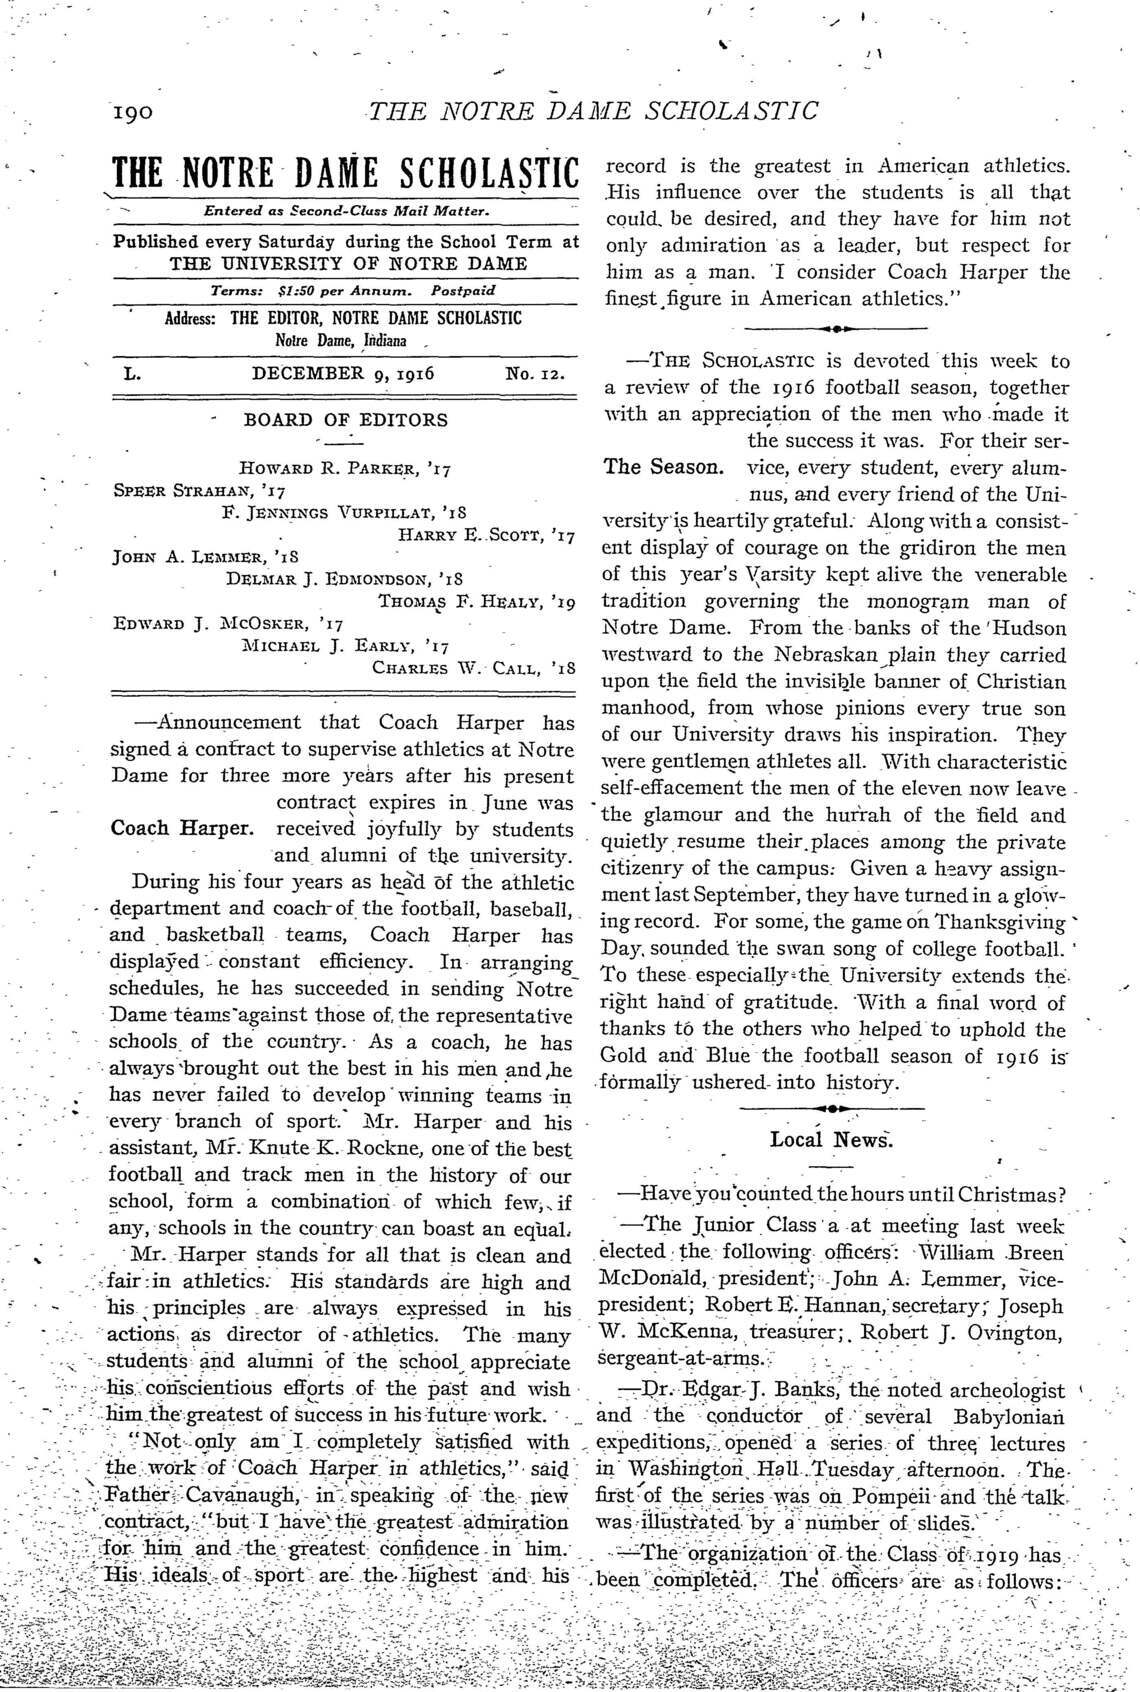 190
THE NOTRE DAME SCHOLASTIC
THE NOTRE DAME SCHOLASTIC
Entered as Second-Class Mail Matter.
Published every Saturday during the School Term at
THE UNIVERSITY OF NOTRE DAME
Terms: $1:50 per Annum. Postpaid
Address: THE EDITOR, NOTRE DAME SCHOLASTIC
Notre Dame, Indiana
L. DECEMBER 9, 1916 No. 12.
BOARD OF EDITORS
HOWARD R. PARKER, '17
SPEER STRAHAN, '17
F. JENNINGS VURPILLAT, '18
HARRY E. SCOTT, '17
JOHN A. LEMMER, '18
DELMAR J. EDMONDSON, '18
THOMAS F. HEALY, '19
EDWARD J. MCOSKER, '17
MICHAEL J. EARLY, '17
CHARLES W. CALL, '18
—Announcement that Coach Harper has
signed a contract to supervise athletics at Notre
Dame for three more years after his present
contract expires in June was
Coach Harper. received joyfully by students
and alumni of the university.
During his four years as head of the athletic
department and coach of the football, baseball,
and basketball teams, Coach Harper has
displayed constant efficiency. In arranging
schedules, he has succeeded in sending Notre
Dame teams against those of the representative
schools of the country. As a coach, he has
always brought out the best in his men and he
has never failed to develop winning teams in
every branch of sport. Mr. Harper and his
assistant, Mr. Knute K. Rockne, one of the best
football and track men in the history of our
school, form a combination of which few, if
any, schools in the country can boast an equal.
Mr. Harper stands for all that is clean and
fair in athletics. His standards are high and
his principles are always expressed in his
actions as director of athletics. The many
students and alumni of the school appreciate
his conscientious efforts of the past and wish
him the greatest of success in his future work.
"Not only am I completely satisfied with
the work of Coach Harper in athletics," said
Father Cavanaugh, in speaking of the new
contract, "but I have the greatest admiration
for him and the greatest confidence in him.
His ideals of sport are the highest and his
record is the greatest in American athletics.
His influence over the students is all that
could be desired, and they have for him not
only admiration as a leader, but respect for
him as a man. I consider Coach Harper the
finest figure in American athletics."
—THE SCHOLASTIC is devoted this week to
a review of the 1916 football season, together
with an appreciation of the men who made it
the success it was. For their ser-
The Season. vice, every student, every alum-
nus, and every friend of the Uni-
versity is heartily grateful. Along with a consist-
ent display of courage on the gridiron the men
of this year's Varsity kept alive the venerable
tradition governing the monogram man of
Notre Dame. From the banks of the Hudson
westward to the Nebraskan plain they carried
upon the field the invisible banner of Christian
manhood, from whose pinions every true son
of our University draws his inspiration. They
were gentlemen athletes all. With characteristic
self-effacement the men of the eleven now leave
the glamour and the hurrah of the field and
quietly resume their places among the private
citizenry of the campus. Given a heavy assign-
ment last September, they have turned in a glow-
ing record. For some, the game on Thanksgiving
Day sounded the swan song of college football.
To these especially the University extends the
right hand of gratitude. With a final word of
thanks to the others who helped to uphold the
Gold and Blue the football season of 1916 is
formally ushered into history.
Local News.
—Have you counted the hours until Christmas?
—The Junior Class a at meeting last week
elected the following officers: William Breen
McDonald, president; John A. Lemmer, vice-
president; Robert E. Hannan, secretary; Joseph
W. McKenna, treasurer; Robert J. Ovington,
sergeant-at-arms.
—Dr. Edgar J. Banks, the noted archeologist
and the conductor of several Babylonian
expeditions, opened a series of three lectures
in Washington Hall Tuesday afternoon. The
first of the series was on Pompeii and the talk
was illustrated by a number of slides.
—The organization of the Class of 1919 has
been completed. The officers are as follows: